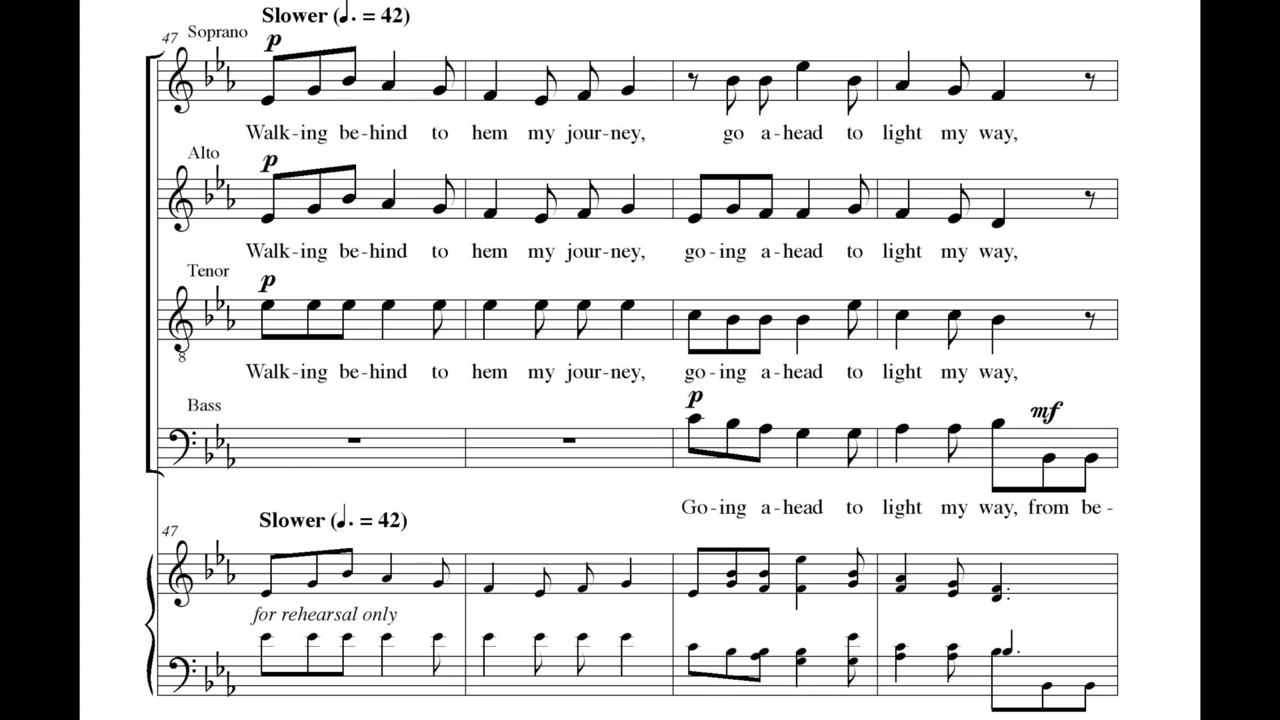 Slower (♩. = 42)
47 Soprano
p
Walk-ing be-hind to hem my jour-ney, go a-head to light my way,
Alto
p
Walk-ing be-hind to hem my jour-ney, go-ing a-head to light my way,
Tenor
p
8
Walk-ing be-hind to hem my jour-ney, go-ing a-head to light my way,
Bass
p mf
Go-ing a-head to light my way, from be-
Slower (♩. = 42)
47
for rehearsal only